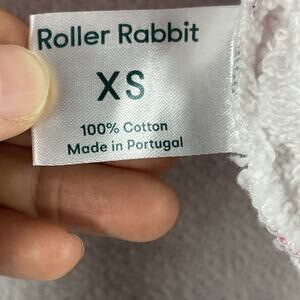 Roller Rabbit
XS
100% Cotton
Made in Portugal